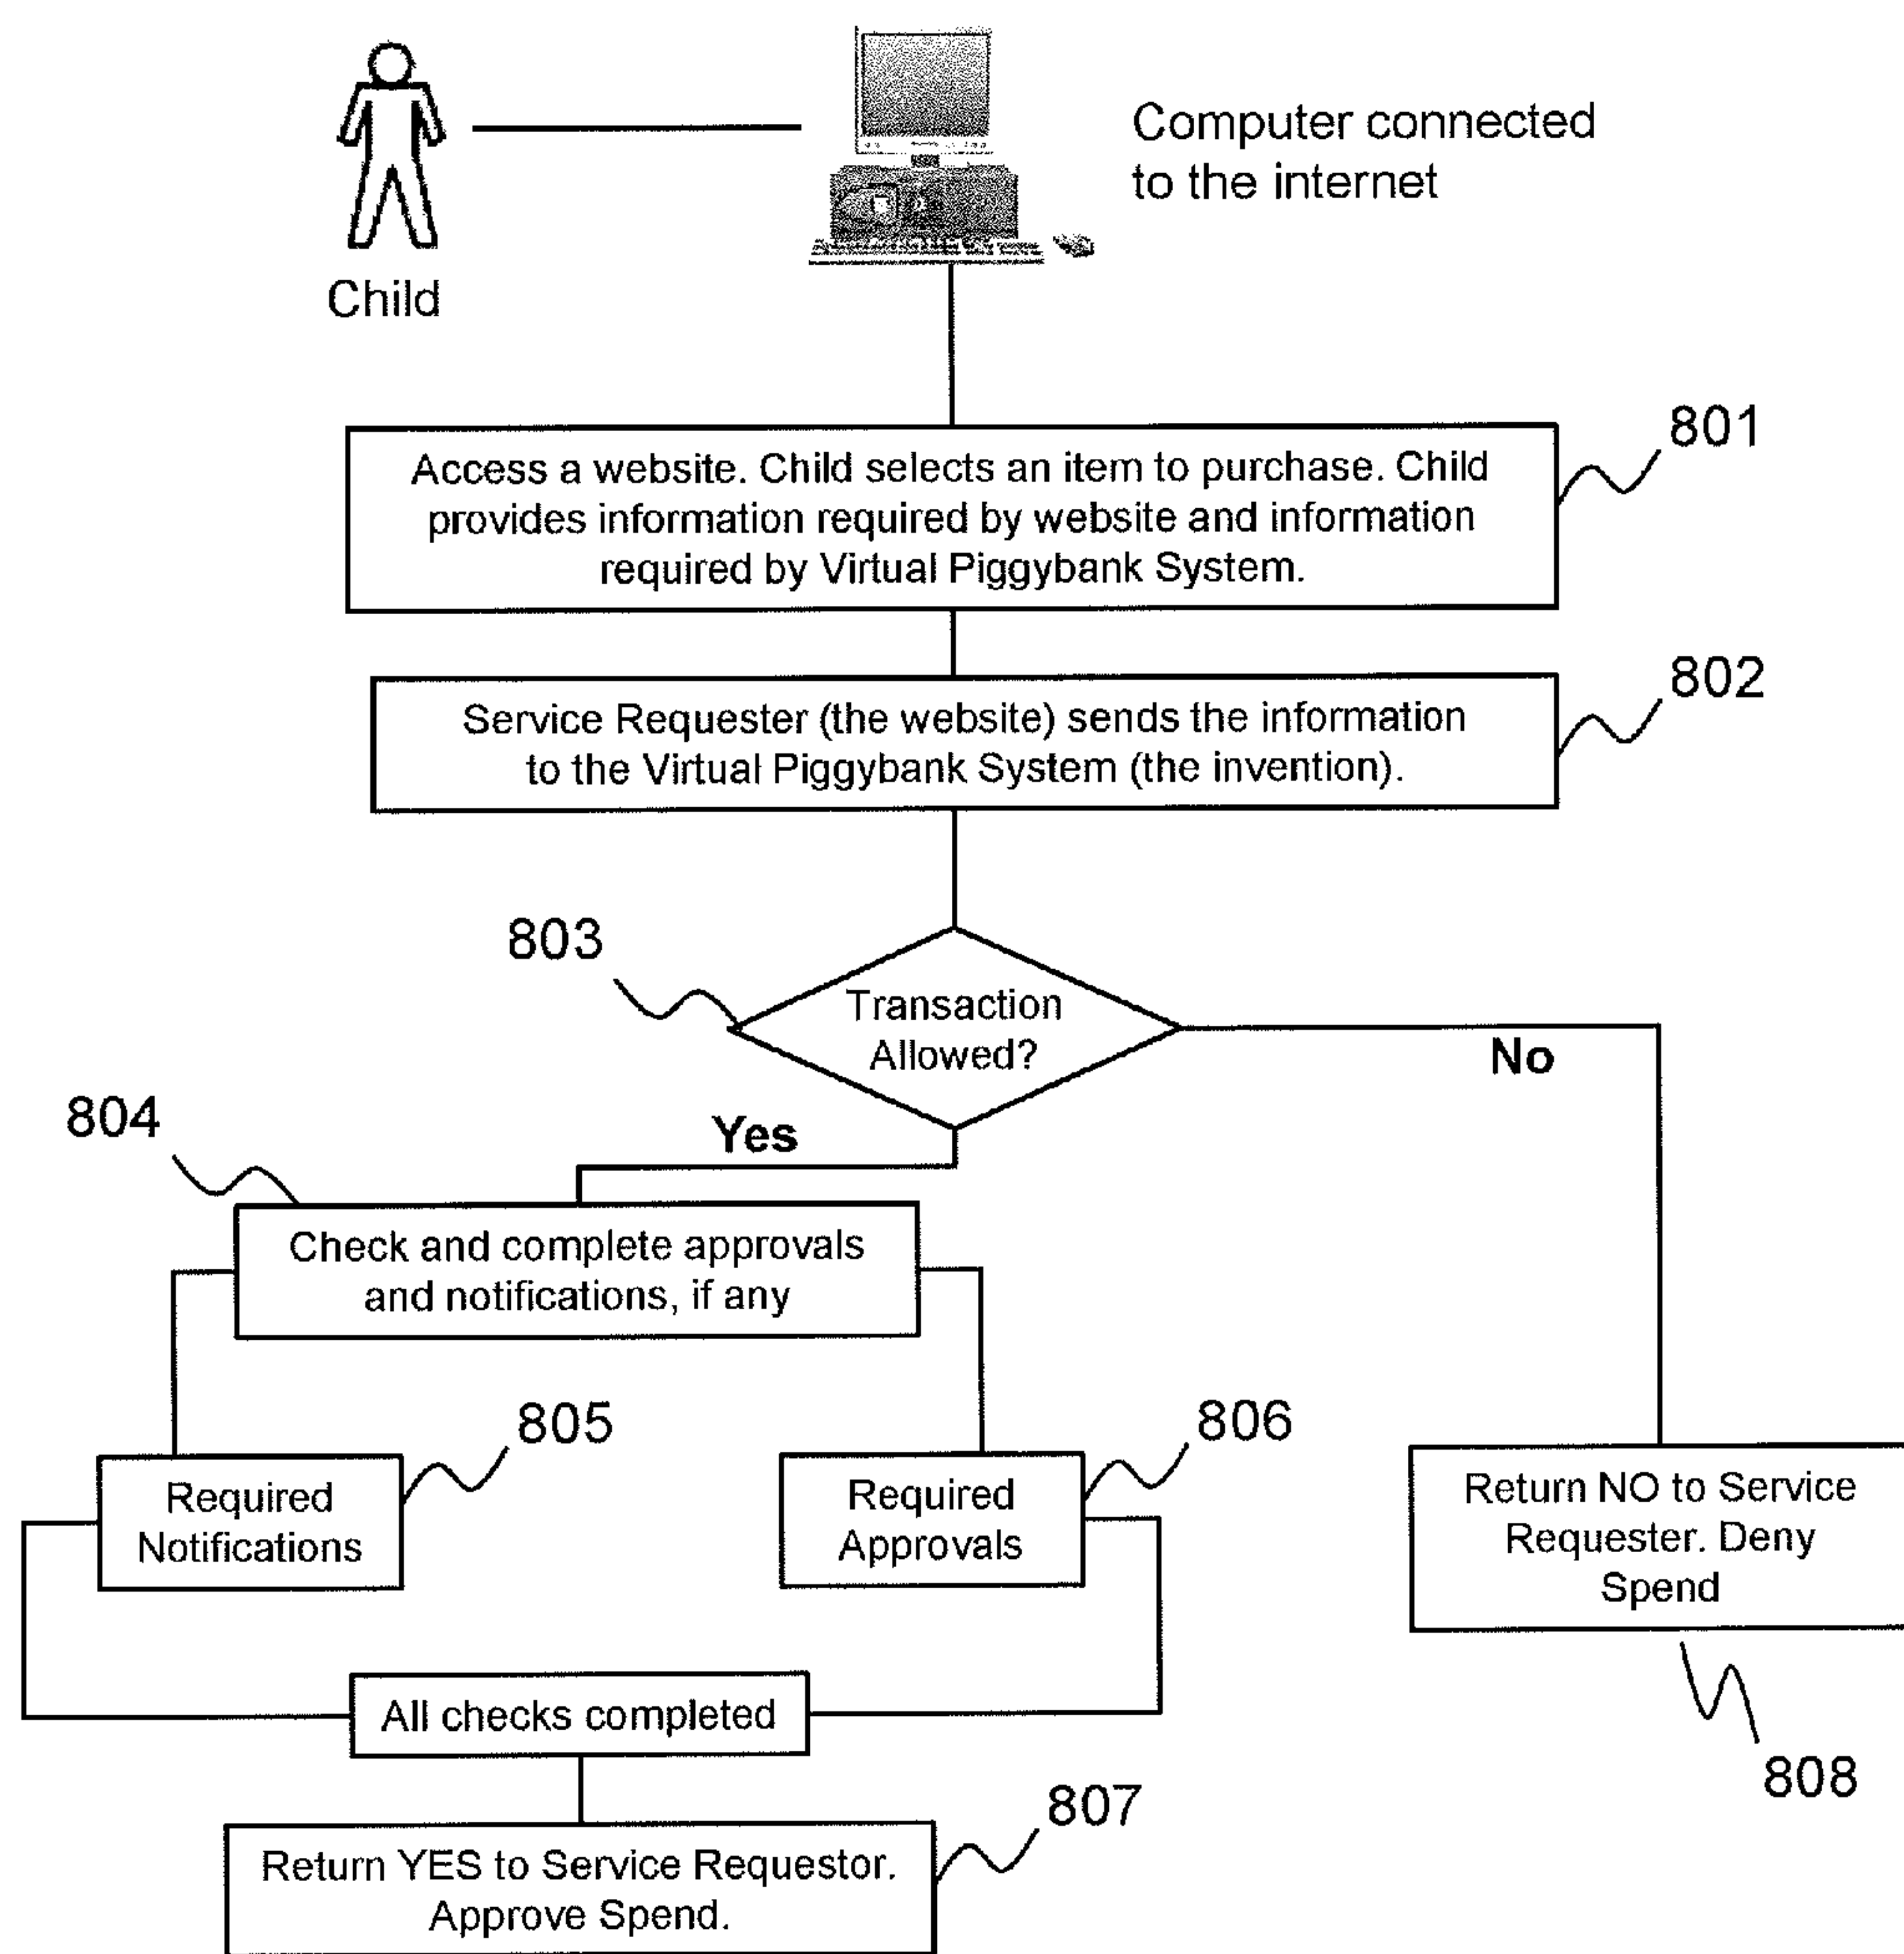 Computer connected
to the internet
Child
801
Access a website. Child selects an item to purchase. Child
provides information required by website and information
required by Virtual Piggybank System.
802
Service Requester (the website) sends the information
to the Virtual Piggybank System (the invention).
803
Transaction
Allowed?
No
Yes
804
Check and complete approvals
and notifications, if any
805
Required
Notifications
806
Required
Approvals
Return NO to Service
Requester. Deny
Spend
808
All checks completed
807
Return YES to Service Requestor.
Approve Spend.